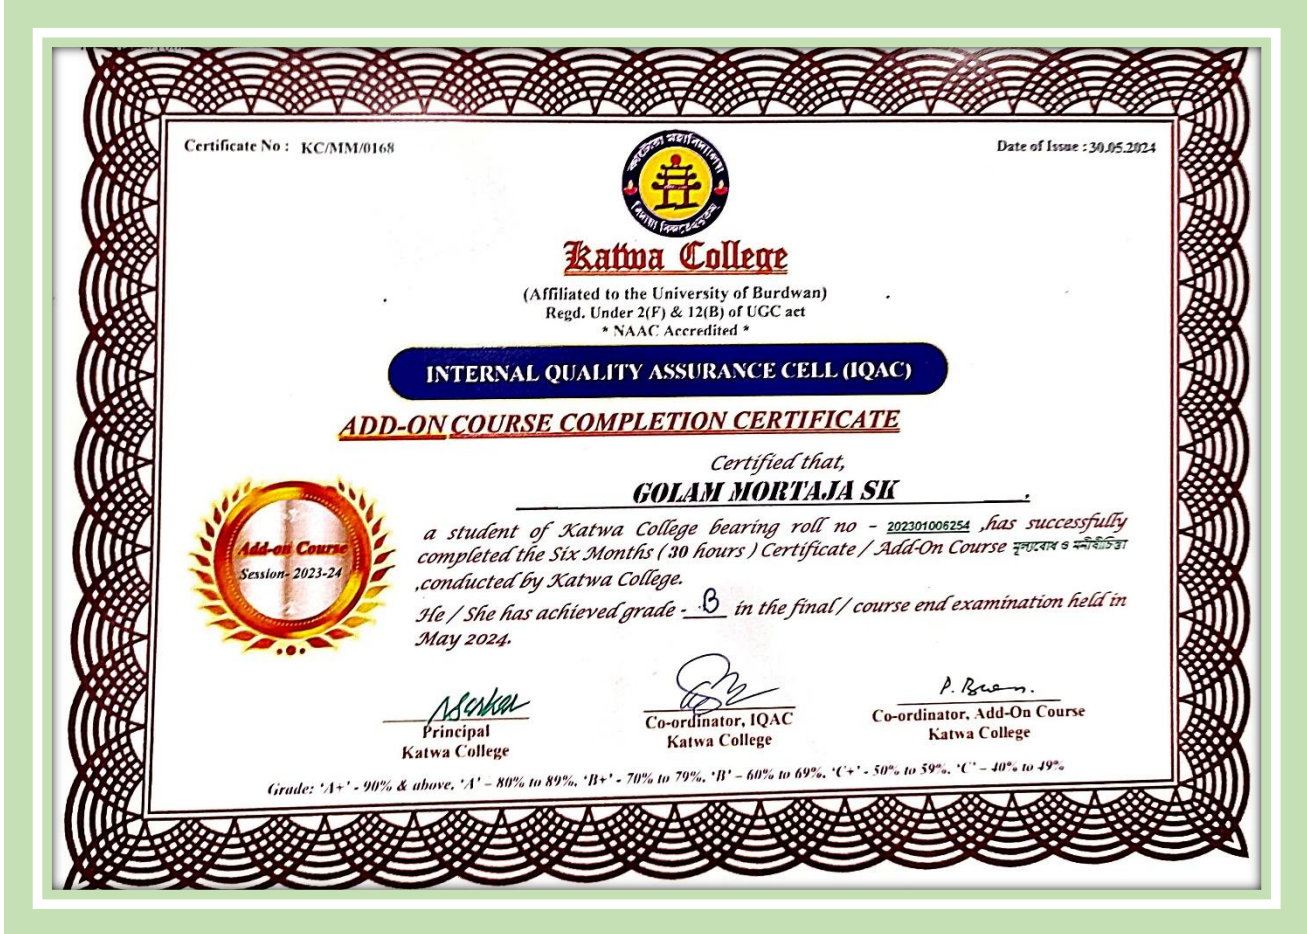 Certificate No : KC/MM/0168
Date of Issue : 30.05.2024
কাটোয়া মহাবিদ্যালয়
Katwa College
(Affiliated to the University of Burdwan)
Regd. Under 2(F) & 12(B) of UGC act
* NAAC Accredited *
INTERNAL QUALITY ASSURANCE CELL (IQAC)
ADD-ON COURSE COMPLETION CERTIFICATE
Certified that,
GOLAM MORTAJA SK .
Add-on Course
Session- 2023-24
a student of Katwa College bearing roll no - 202301006254 ,has successfully
completed the Six Months ( 30 hours ) Certificate / Add-On Course মূল্যবোধ ও মনীষীচিন্তা
,conducted by Katwa College.
He / She has achieved grade - B in the final / course end examination held in
May 2024.
Principal
Katwa College
Co-ordinator, IQAC
Katwa College
P.
Co-ordinator, Add-On Course
Katwa College
Grade: 'A+' - 90% & above, 'A' – 80% to 89%, 'B+' - 70% to 79%, 'B' – 60% to 69%, 'C+' - 50% to 59%, 'C' – 40% to 49%